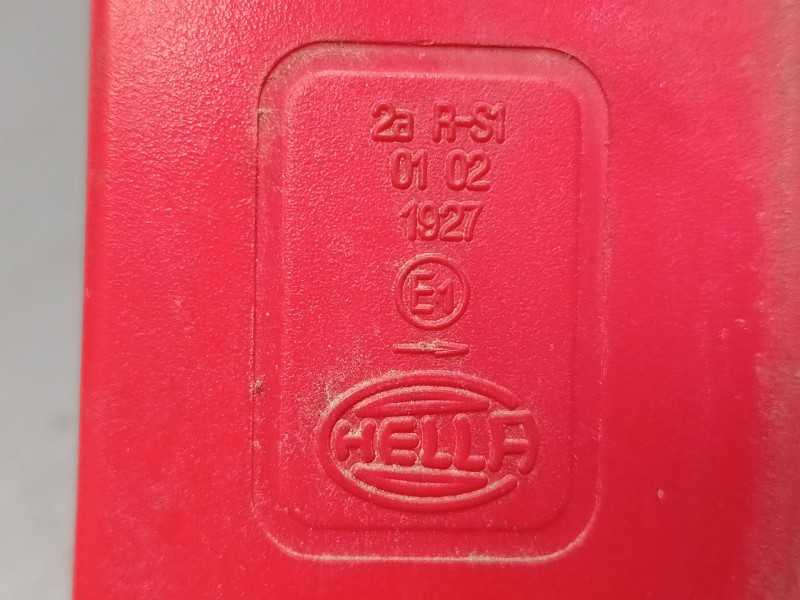 2a R-S1
01 02
1927
E1
HELLA